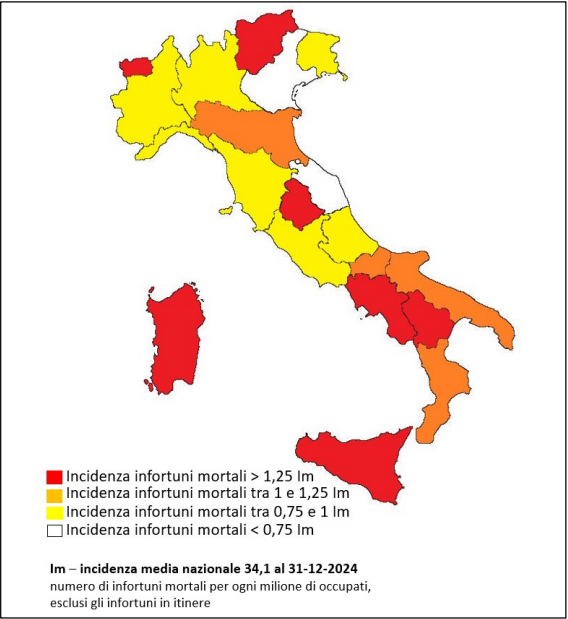 Incidenza infortuni mortali > 1,25 Im
Incidenza infortuni mortali tra 1 e 1,25 Im
Incidenza infortuni mortali tra 0,75 e 1 Im
Incidenza infortuni mortali < 0,75 Im
Im – incidenza media nazionale 34,1 al 31-12-2024
numero di infortuni mortali per ogni milione di occupati,
esclusi gli infortuni in itinere